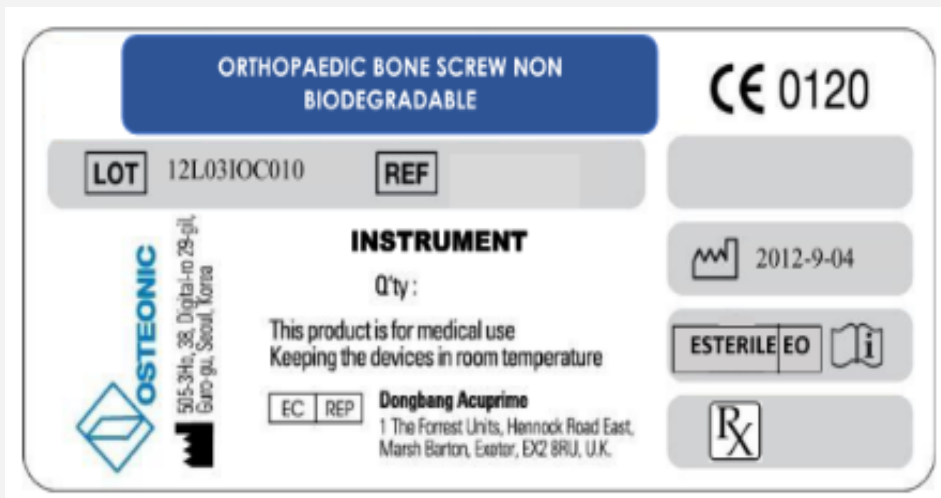 ORTHOPAEDIC BONE SCREW NON
BIODEGRADABLE
CE 0120
LOT 12L03IOC010 REF
2012-9-04
OSTEONIC
505-3Ho, 38, Digital-ro 29-gil,
Guro-gu, Seoul, Korea
INSTRUMENT
Q'ty :
This product is for medical use
Keeping the devices in room temperature
EC REP
Dongbang Acuprime
1 The Forrest Units, Hennock Road East,
Marsh Barton, Exetor, EX2 8RU, U.K.
ESTERILE EO
i
Rx